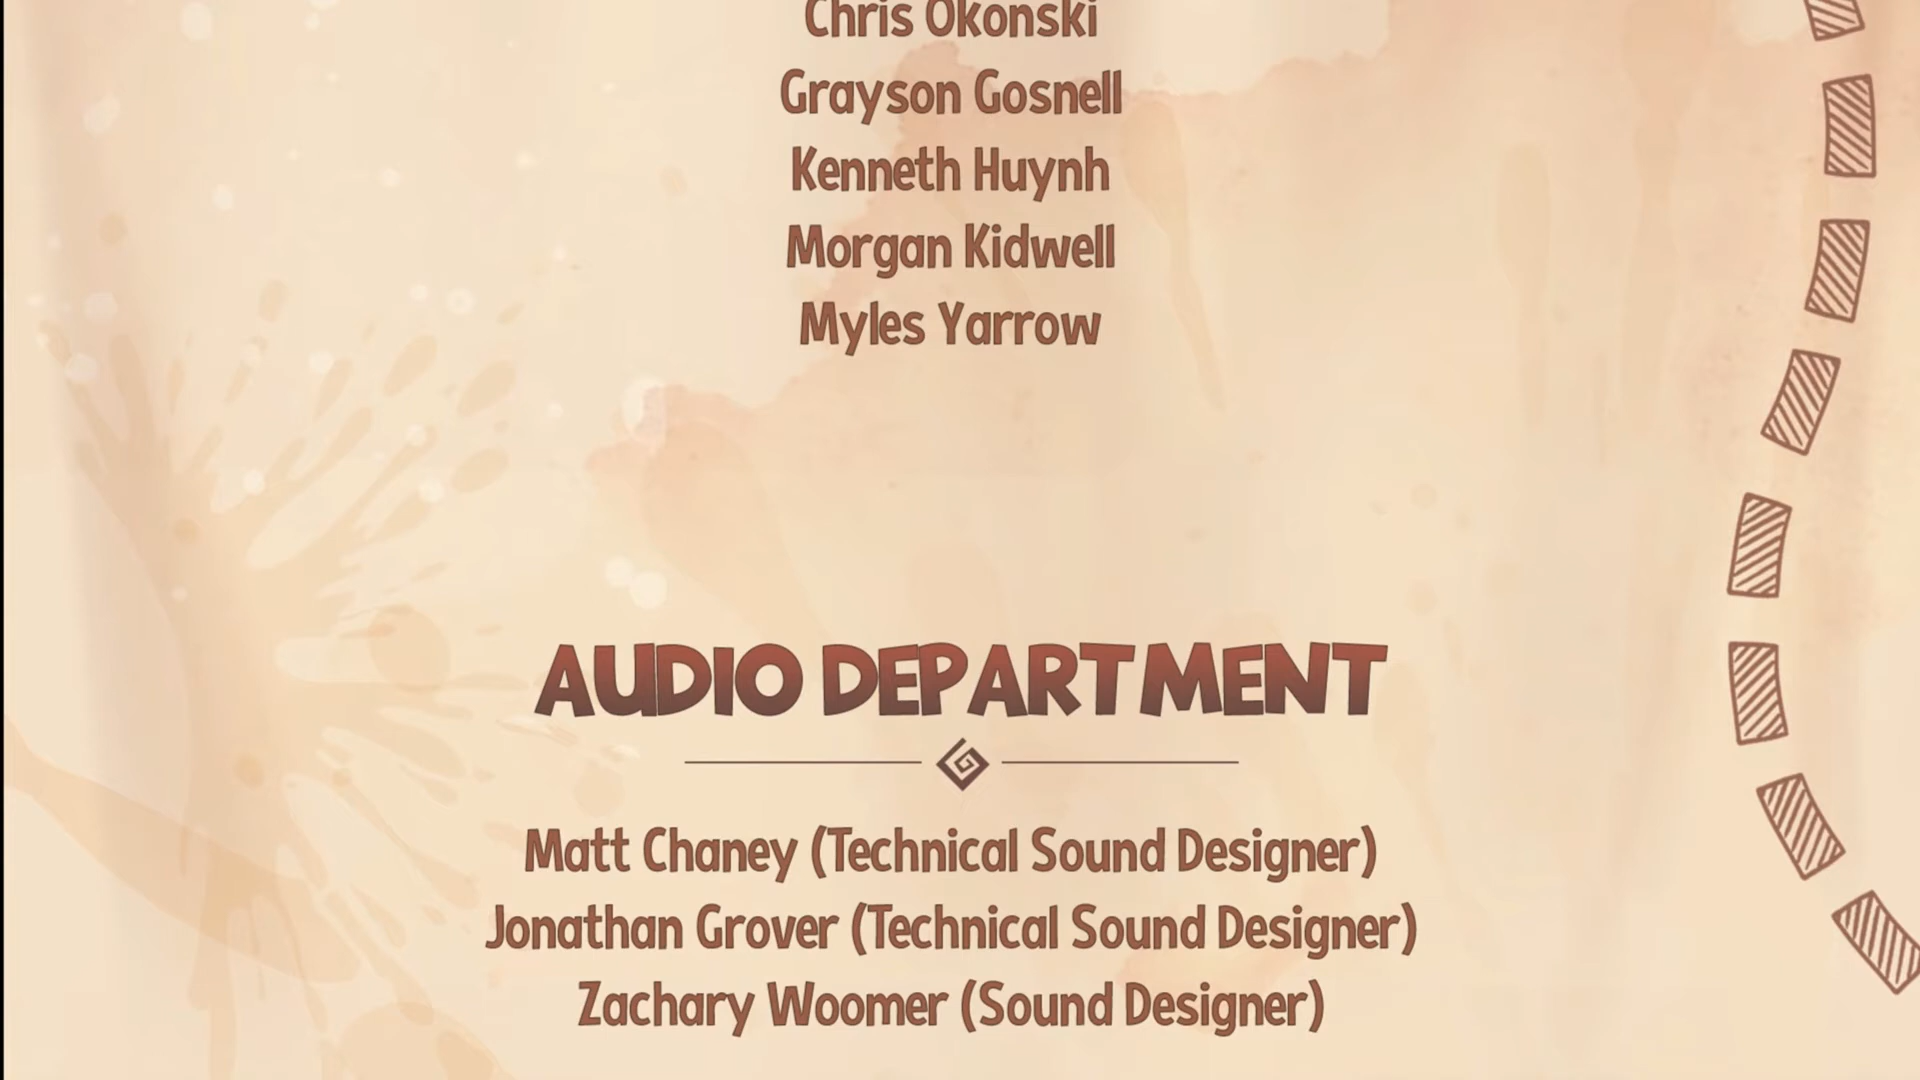 Chris Okonski
Grayson Gosnell
Kenneth Huynh
Morgan Kidwell
Myles Yarrow
AUDIO DEPARTMENT
Matt Chaney (Technical Sound Designer)
Jonathan Grover (Technical Sound Designer)
Zachary Woomer (Sound Designer)